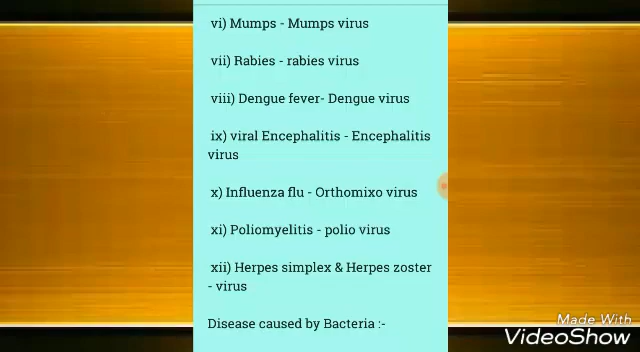 vi) Mumps - Mumps virus
vii) Rabies - rabies virus
viii) Dengue fever- Dengue virus
ix) viral Encephalitis - Encephalitis
virus
x) Influenza flu - Orthomixo virus
xi) Poliomyelitis - polio virus
xii) Herpes simplex & Herpes zoster
- virus
Disease caused by Bacteria :-
Made With
VideoShow